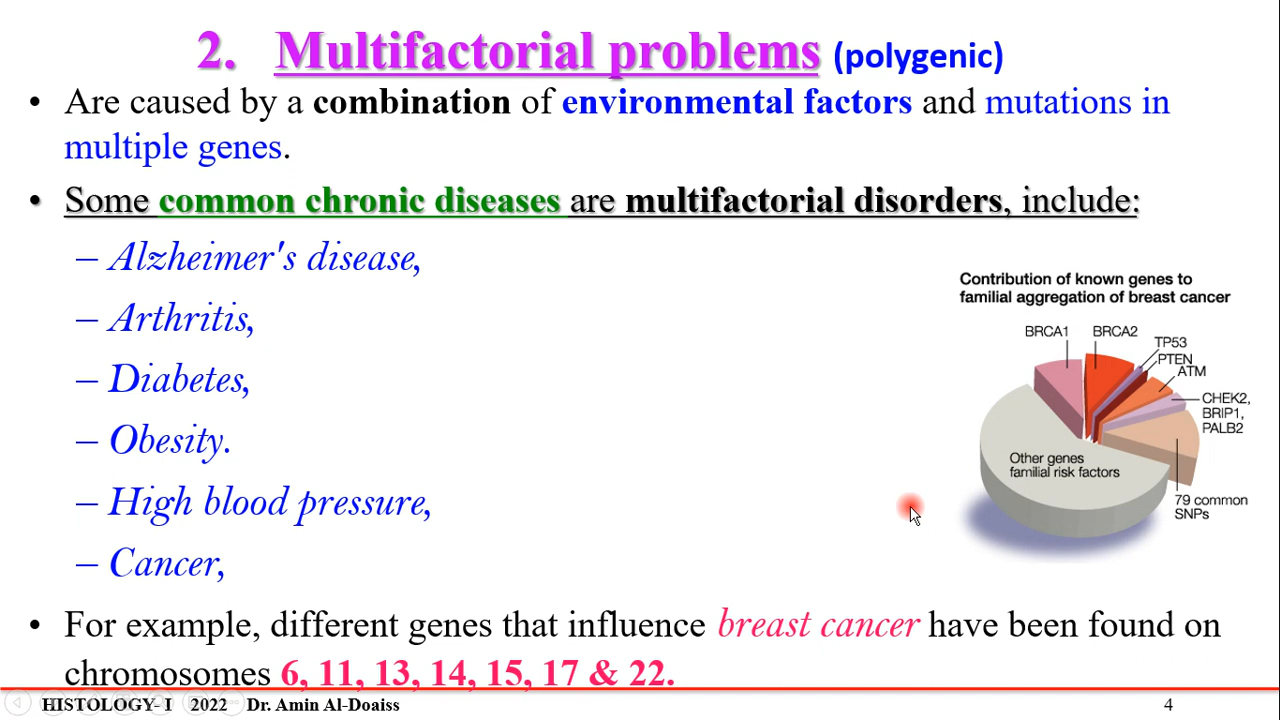 2. Multifactorial problems (polygenic)
• Are caused by a combination of environmental factors and mutations in
multiple genes.
• Some common chronic diseases are multifactorial disorders, include:
– Alzheimer's disease,
– Arthritis,
– Diabetes,
– Obesity.
– High blood pressure,
– Cancer,
Contribution of known genes to
familial aggregation of breast cancer
BRCA1
BRCA2
TP53
PTEN
ATM
CHEK2,
BRIP1,
PALB2
Other genes
familial risk factors
79 common
SNPs
• For example, different genes that influence breast cancer have been found on
chromosomes 6, 11, 13, 14, 15, 17 & 22.
HISTOLOGY- I 2022 Dr. Amin Al-Doaiss 4